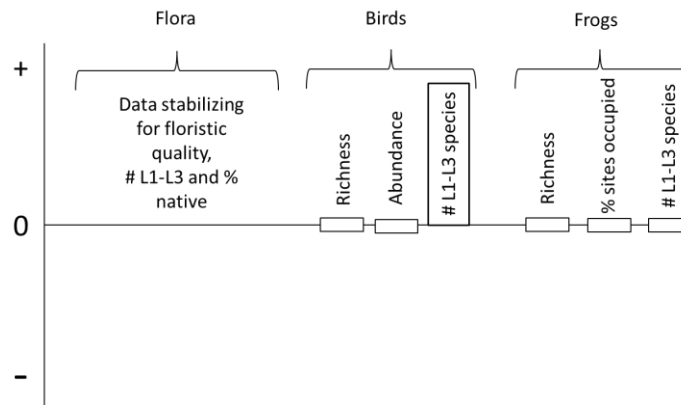 Flora
Birds
Frogs
+
0
-
Data stabilizing
for floristic
quality,
# L1-L3 and %
native
Richness
Abundance
# L1-L3 species
Richness
% sites occupied
# L1-L3 species